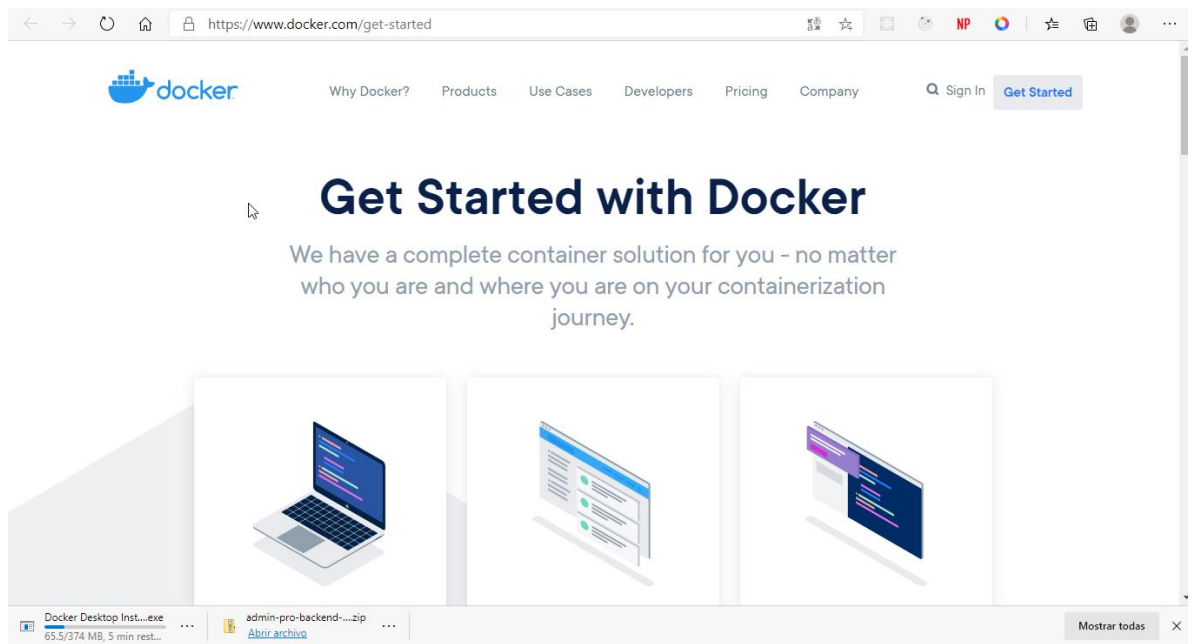 https://www.docker.com/get-started
NP
docker
Why Docker? Products Use Cases Developers Pricing Company Sign In Get Started
Get Started with Docker
We have a complete container solution for you - no matter
who you are and where you are on your containerization
journey.
Docker Desktop Inst....exe
65.5/374 MB, 5 min rest...
admin-pro-backend-....zip
Abrir archivo
Mostrar todas